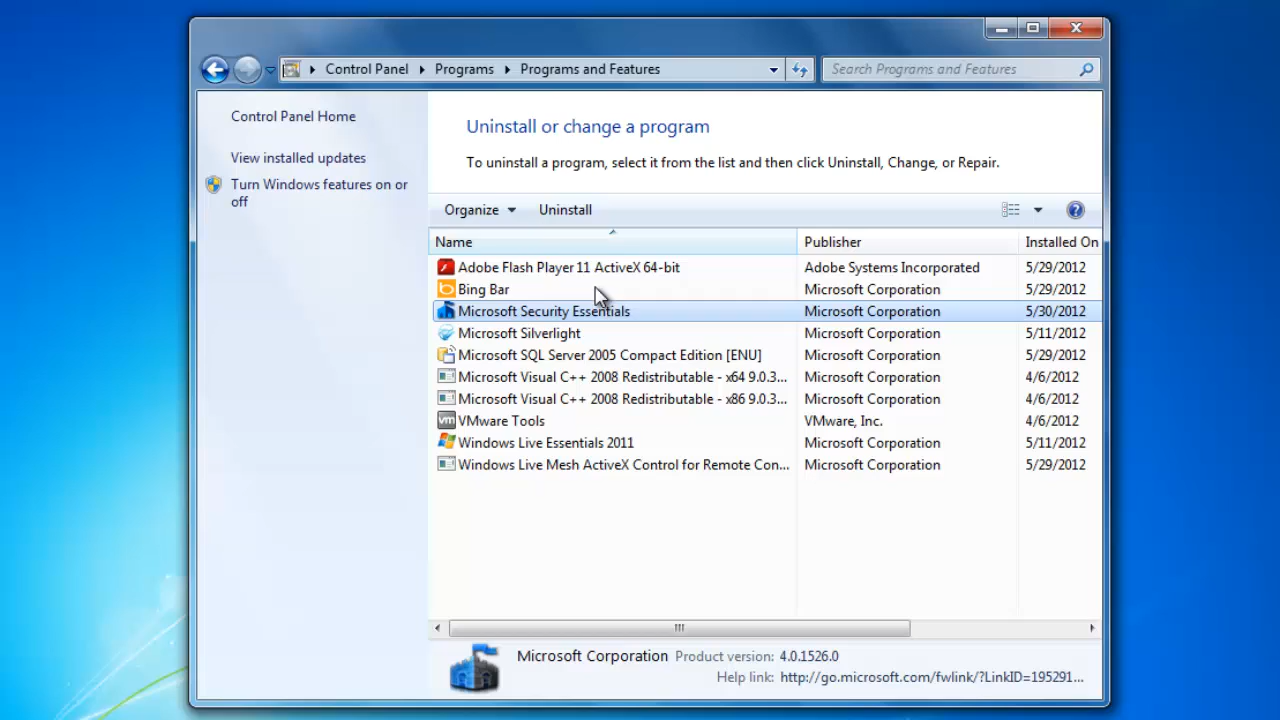 Control Panel Programs Programs and Features Search Programs and Features
Control Panel Home
View installed updates
Turn Windows features on or
off
Uninstall or change a program
To uninstall a program, select it from the list and then click Uninstall, Change, or Repair.
Organize Uninstall
Name Publisher Installed On
Adobe Flash Player 11 ActiveX 64-bit Adobe Systems Incorporated 5/29/2012
Bing Bar Microsoft Corporation 5/29/2012
Microsoft Security Essentials Microsoft Corporation 5/30/2012
Microsoft Silverlight Microsoft Corporation 5/11/2012
Microsoft SQL Server 2005 Compact Edition [ENU] Microsoft Corporation 5/29/2012
Microsoft Visual C++ 2008 Redistributable - x64 9.0.3... Microsoft Corporation 4/6/2012
Microsoft Visual C++ 2008 Redistributable - x86 9.0.3... Microsoft Corporation 4/6/2012
vm VMware Tools VMware, Inc. 4/6/2012
Windows Live Essentials 2011 Microsoft Corporation 5/11/2012
Windows Live Mesh ActiveX Control for Remote Con... Microsoft Corporation 5/29/2012
Microsoft Corporation Product version: 4.0.1526.0
Help link: http://go.microsoft.com/fwlink/?LinkID=195291...